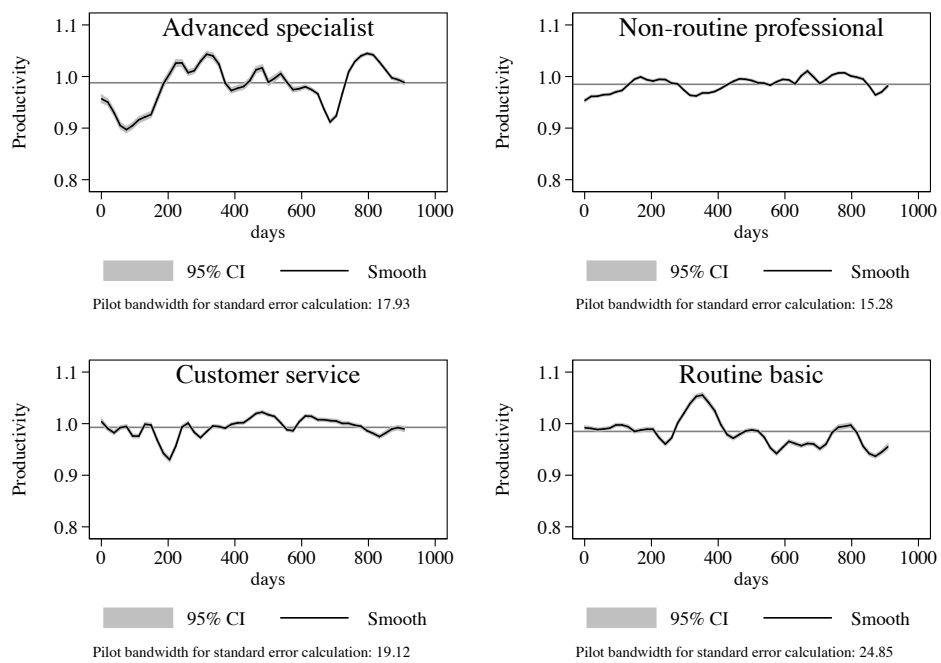 Advanced specialist
Productivity
1.1
1.0
0.9
0.8
0 200 400 600 800 1000
days
95% CI Smooth
Pilot bandwidth for standard error calculation: 17.93
Non-routine professional
Productivity
1.1
1.0
0.9
0.8
0 200 400 600 800 1000
days
95% CI Smooth
Pilot bandwidth for standard error calculation: 15.28
Customer service
Productivity
1.1
1.0
0.9
0.8
0 200 400 600 800 1000
days
95% CI Smooth
Pilot bandwidth for standard error calculation: 19.12
Routine basic
Productivity
1.1
1.0
0.9
0.8
0 200 400 600 800 1000
days
95% CI Smooth
Pilot bandwidth for standard error calculation: 24.85